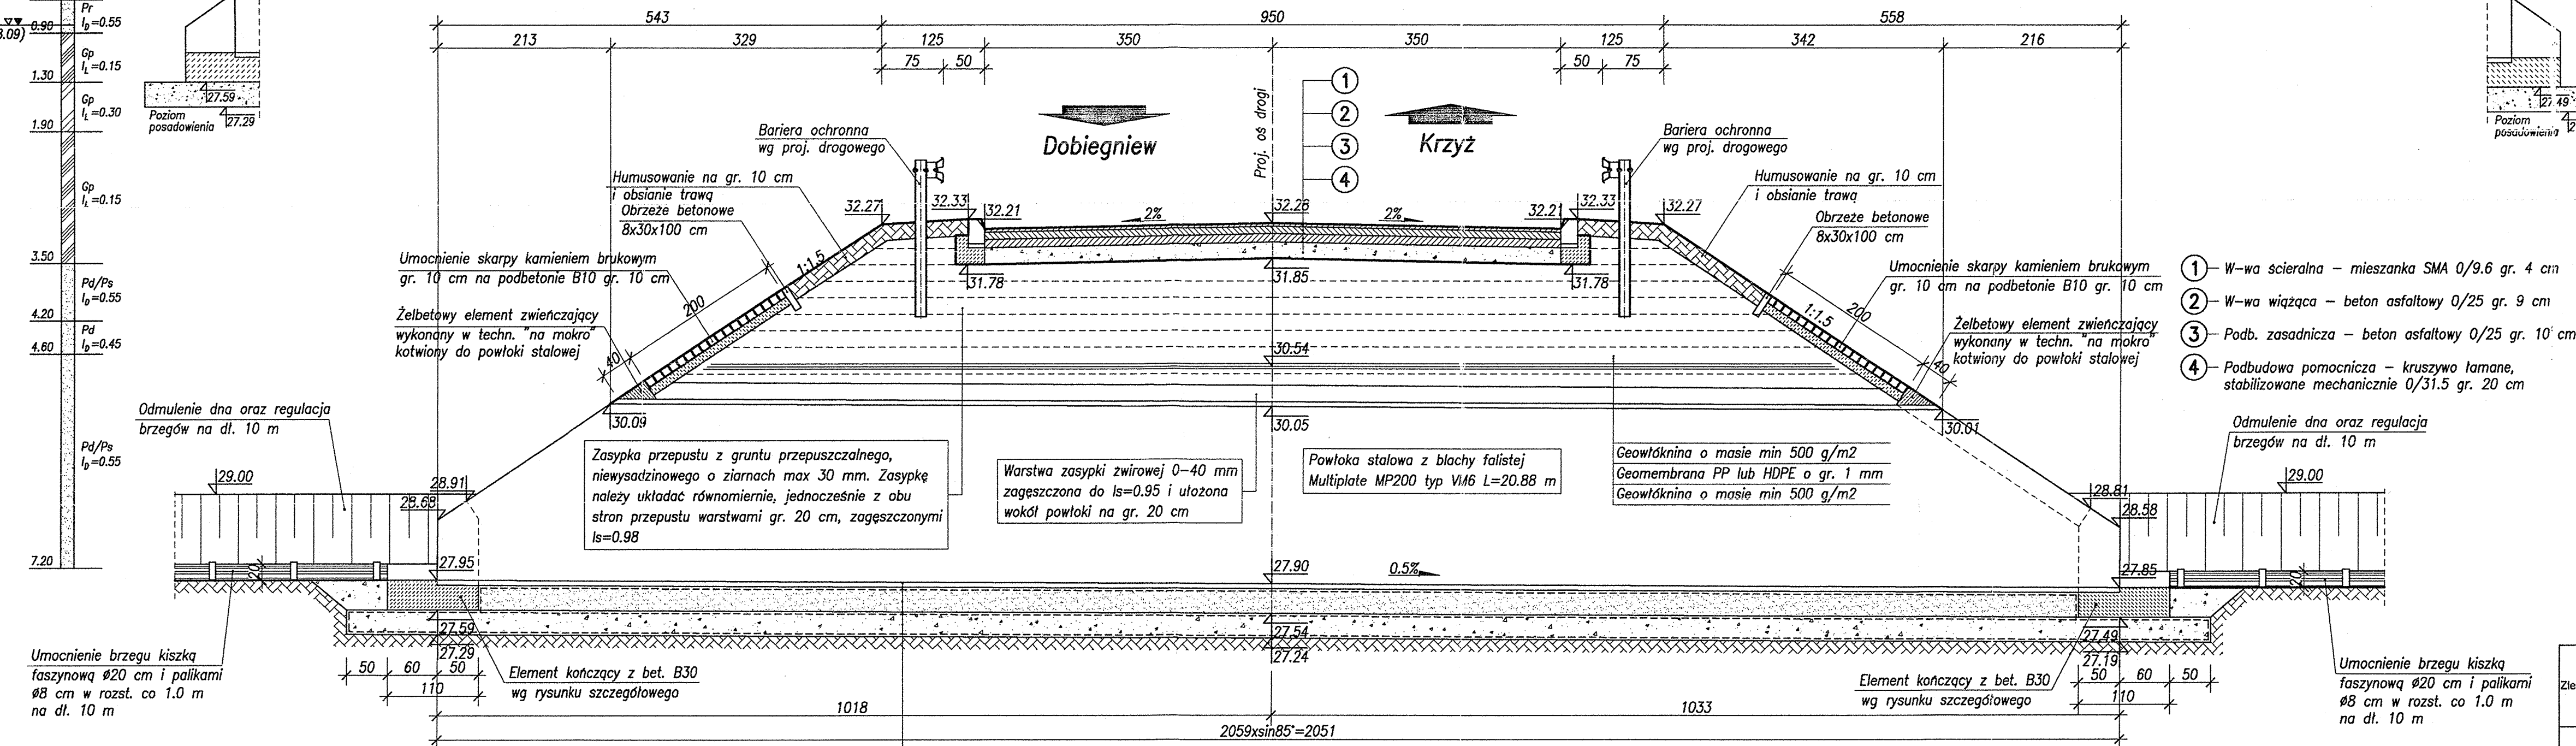 Pr
I_D=0.55
0.90
Gp
I_L=0.15
1.30
Gp
I_L=0.30
1.90
Gp
I_L=0.15
3.50
Pd/Ps
I_D=0.55
4.20
Pd
I_D=0.45
4.60
Pd/Ps
I_D=0.55
7.20
27.59
Poziom
posadowienia
27.29
543
950
558
213
329
125
350
350
125
342
216
75
50
50
75
Proj. oś drogi
1
2
3
4
Dobiegniew
Krzyż
Bariera ochronna
wg proj. drogowego
Bariera ochronna
wg proj. drogowego
Humusowanie na gr. 10 cm
i obsianie trawą
Obrzeże betonowe
8x30x100 cm
Humusowanie na gr. 10 cm
i obsianie trawą
Obrzeże betonowe
8x30x100 cm
32.27
32.33
32.21
2%
32.26
2%
32.21
32.33
32.27
31.78
31.85
31.78
Umocnienie skarpy kamieniem brukowym
gr. 10 cm na podbetonie B10 gr. 10 cm
1:1.5
200
40
Żelbetowy element zwieńczający
wykonany w techn. "na mokro"
kotwiony do powłoki stalowej
Umocnienie skarpy kamieniem brukowym
gr. 10 cm na podbetonie B10 gr. 10 cm
1:1.5
200
40
Żelbetowy element zwieńczający
wykonany w techn. "na mokro"
kotwiony do powłoki stalowej
1 W-wa ścieralna – mieszanka SMA 0/9.6 gr. 4 cm
2 W-wa wiążąca – beton asfaltowy 0/25 gr. 9 cm
3 Podb. zasadnicza – beton asfaltowy 0/25 gr. 10 cm
4 Podbudowa pomocnicza – kruszywo łamane,
stabilizowane mechanicznie 0/31.5 gr. 20 cm
30.54
30.09
30.05
30.01
Odmulenie dna oraz regulacja
brzegów na dł. 10 m
Odmulenie dna oraz regulacja
brzegów na dł. 10 m
Zasypka przepustu z gruntu przepuszczalnego,
niewysadzinowego o ziarnach max 30 mm. Zasypkę
należy układać równomiernie, jednocześnie z obu
stron przepustu warstwami gr. 20 cm, zagęszczonymi
Is=0.98
Warstwa zasypki żwirowej 0-40 mm
zagęszczona do Is=0.95 i ułożona
wokół powłoki na gr. 20 cm
Powłoka stalowa z blachy falistej
Multiplate MP200 typ VM6 L=20.88 m
Geowłóknina o masie min 500 g/m2
Geomembrana PP lub HDPE o gr. 1 mm
Geowłóknina o masie min 500 g/m2
29.00
28.91
28.68
29.00
28.81
28.58
20
27.95
27.90
0.5%
27.85
20
27.59
27.29
27.54
27.24
27.49
27.19
Umocnienie brzegu kiszką
faszynową ø20 cm i palikami
ø8 cm w rozst. co 1.0 m
na dł. 10 m
50
60
50
110
Element kończący z bet. B30
wg rysunku szczegółowego
Element kończący z bet. B30
wg rysunku szczegółowego
50
60
50
110
Umocnienie brzegu kiszką
faszynową ø20 cm i palikami
ø8 cm w rozst. co 1.0 m
na dł. 10 m
1018
1033
2059xsin85°=2051
27.49
Poziom
posadowienia